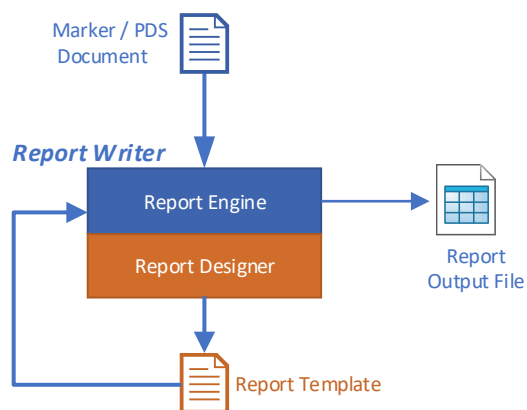 Marker / PDS
Document
Report Writer
Report Engine
Report Designer
Report
Output File
Report Template